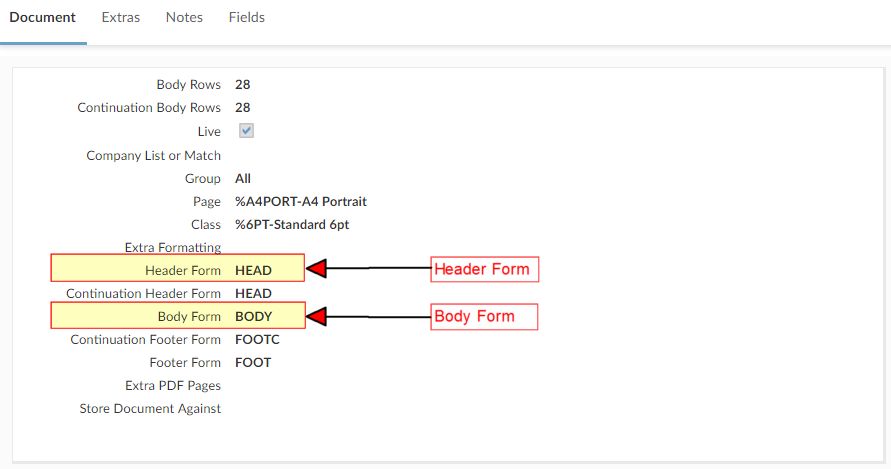 Document Extras Notes Fields
Body Rows 28
Continuation Body Rows 28
Live
Company List or Match
Group All
Page %A4PORT-A4 Portrait
Class %6PT-Standard 6pt
Extra Formatting
Header Form HEAD Header Form
Continuation Header Form HEAD
Body Form BODY Body Form
Continuation Footer Form FOOTC
Footer Form FOOT
Extra PDF Pages
Store Document Against